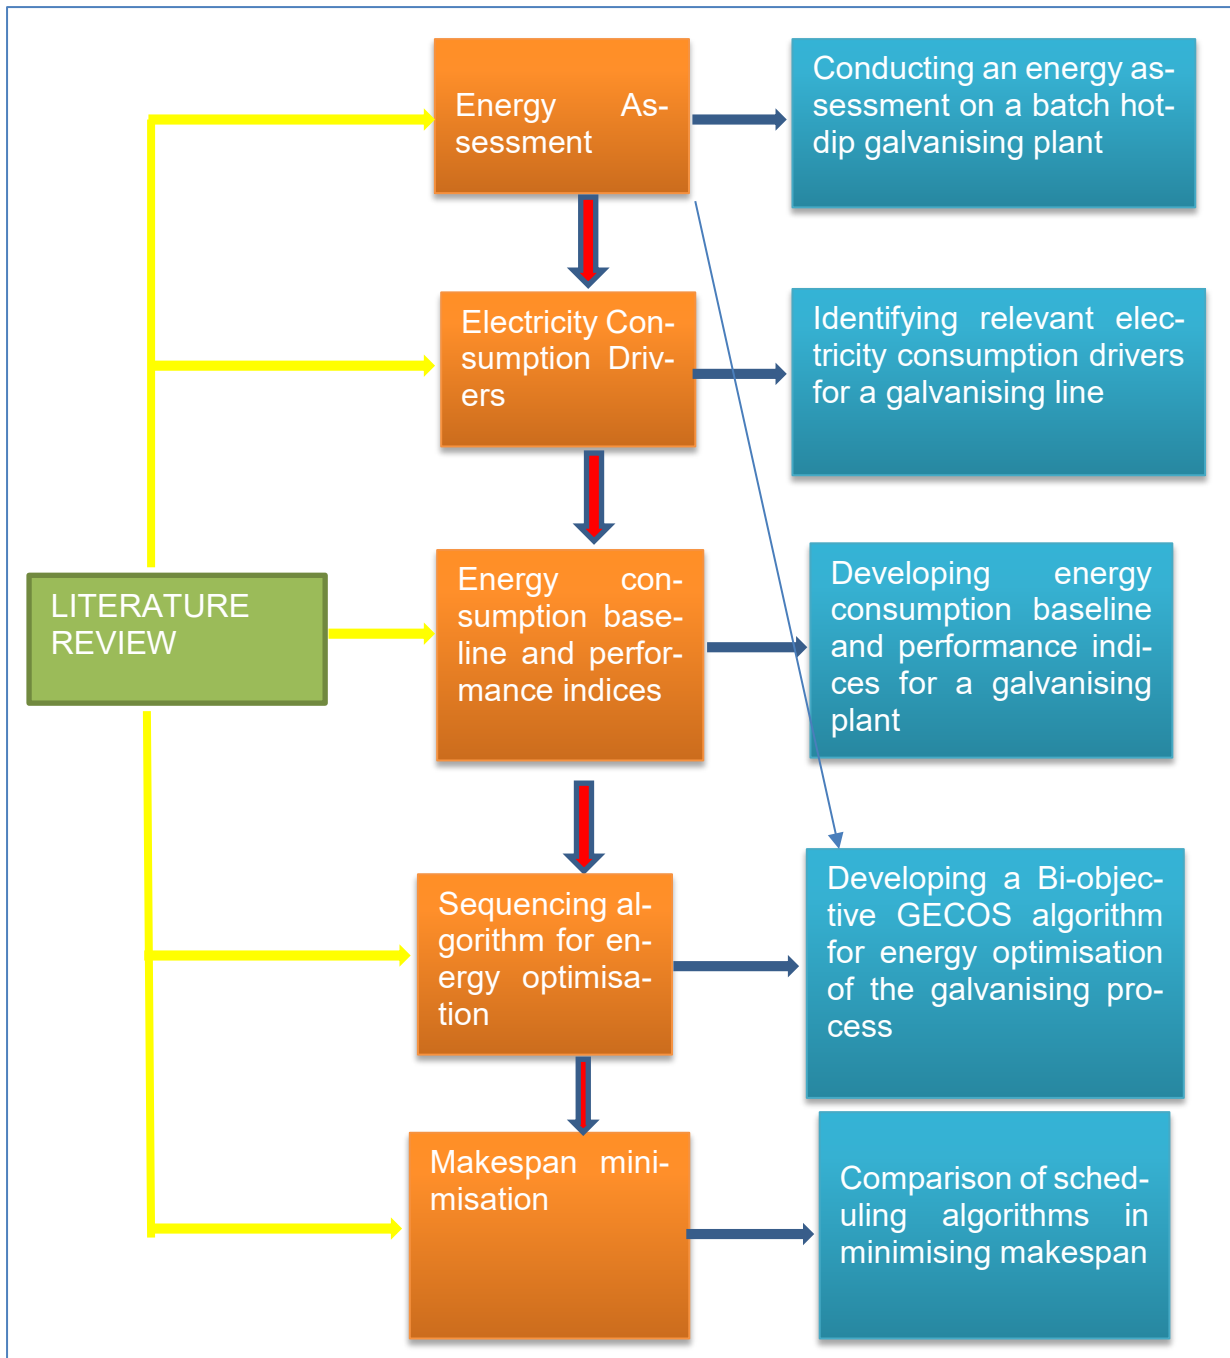 Energy As-
sessment
Conducting an energy as-
sessment on a batch hot-
dip galvanising plant
Electricity Con-
sumption Driv-
ers
Identifying relevant elec-
tricity consumption drivers
for a galvanising line
LITERATURE
REVIEW
Energy con-
sumption base-
line and perfor-
mance indices
Developing energy
consumption baseline
and performance indi-
ces for a galvanising
plant
Sequencing al-
gorithm for en-
ergy optimisa-
tion
Developing a Bi-objec-
tive GECOS algorithm
for energy optimisation
of the galvanising pro-
cess
Makespan mini-
misation
Comparison of sched-
uling algorithms in
minimising makespan